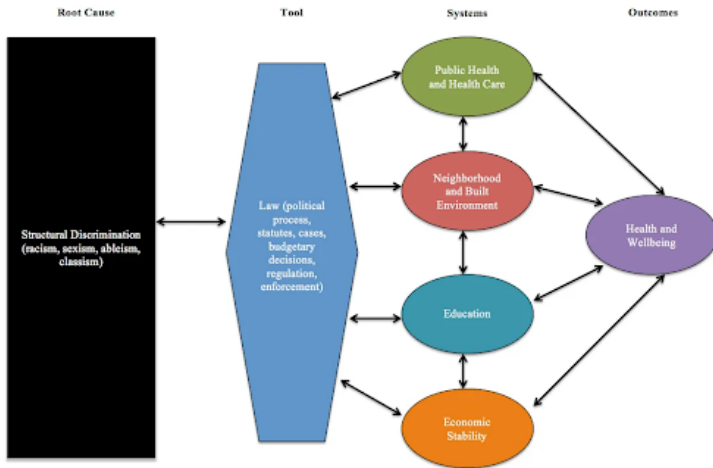 Root Cause
Tool
Systems
Outcomes
Structural Discrimination
(racism, sexism, ableism,
classism)
Law (political
process,
statutes, cases,
budgetary
decisions,
regulation,
enforcement)
Public Health
and Health Care
Neighborhood
and Built
Environment
Education
Economic
Stability
Health and
Wellbeing